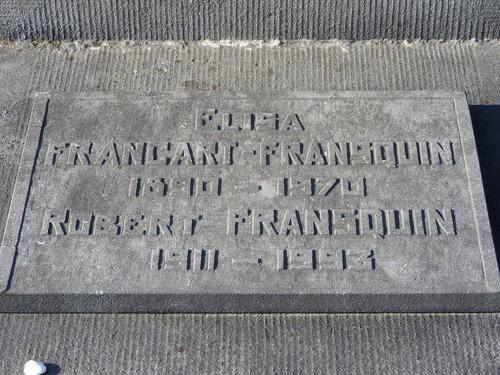 ELISA
FRANCART-FRANSQUIN
1890 - 1970
ROBERT FRANSQUIN
1911 - 1993